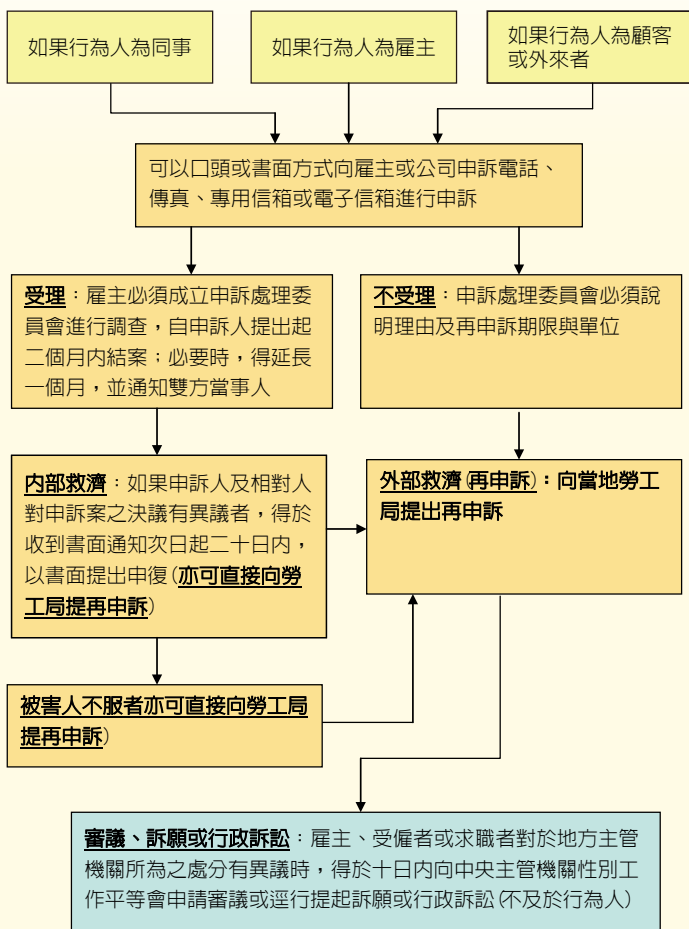 如果行為人為同事
如果行為人為雇主
如果行為人為顧客
或外來者
可以口頭或書面方式向雇主或公司申訴電話、
傳真、專用信箱或電子信箱進行申訴
受理：雇主必須成立申訴處理委
員會進行調查，自申訴人提出起
二個月內結案；必要時，得延長
一個月，並通知雙方當事人
不受理：申訴處理委員會必須說
明理由及再申訴期限與單位
內部救濟：如果申訴人及相對人
對申訴案之決議有異議者，得於
收到書面通知次日起二十日內，
以書面提出申復(亦可直接向勞
工局提再申訴)
外部救濟(再申訴)：向當地勞工
局提出再申訴
被害人不服者亦可直接向勞工局
提再申訴)
審議、訴願或行政訴訟：雇主、受僱者或求職者對於地方主管
機關所為之處分有異議時，得於十日內向中央主管機關性別工
作平等會申請審議或逕行提起訴願或行政訴訟(不及於行為人)